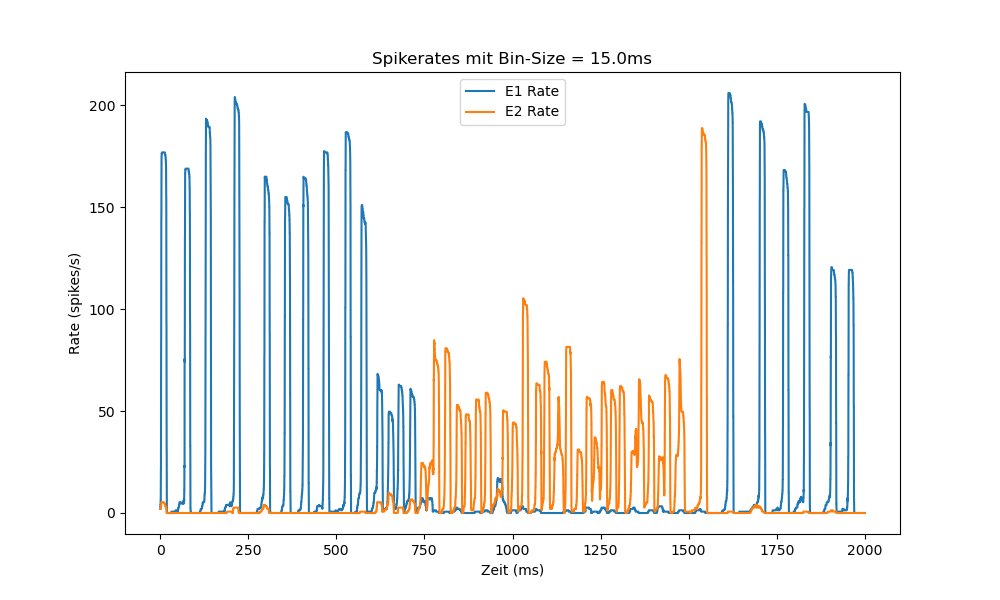 Spikerates mit Bin-Size = 15.0ms
E1 Rate
E2 Rate
Rate (spikes/s)
200
150
100
50
0
0 250 500 750 1000 1250 1500 1750 2000
Zeit (ms)